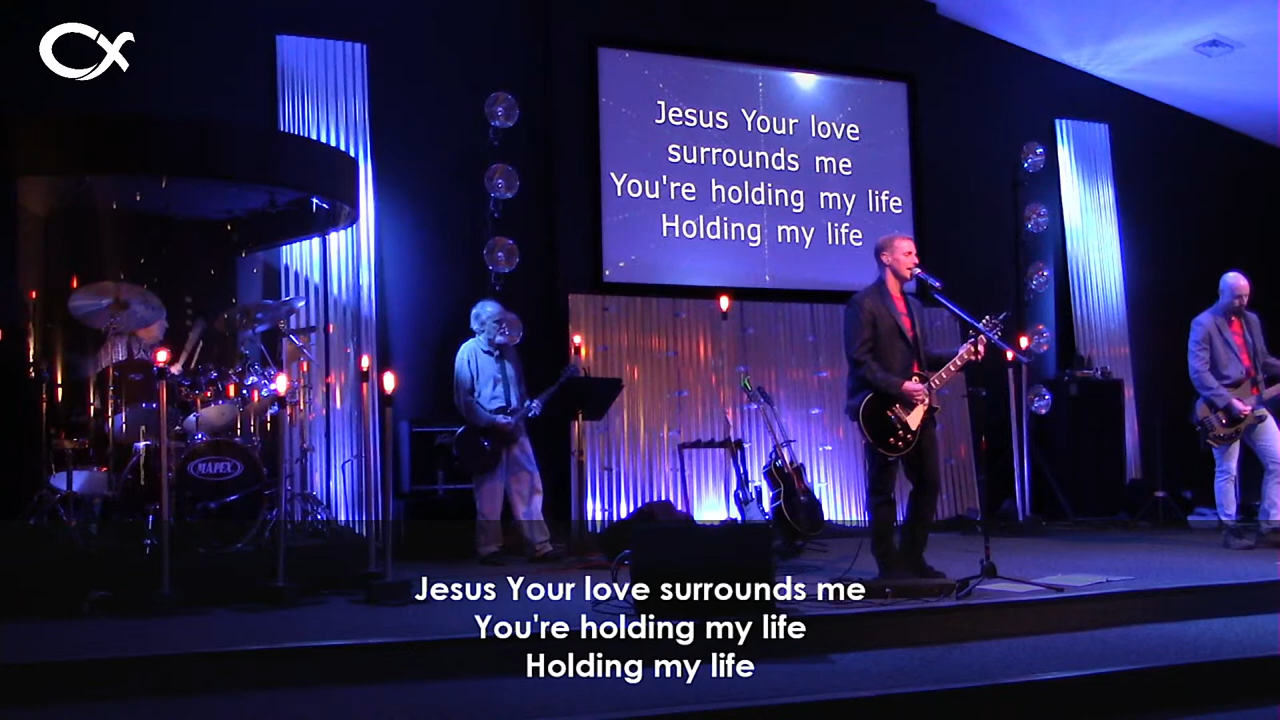 CX
Jesus Your love
surrounds me
You're holding my life
Holding my life
MAPEX
Jesus Your love surrounds me
You're holding my life
Holding my life